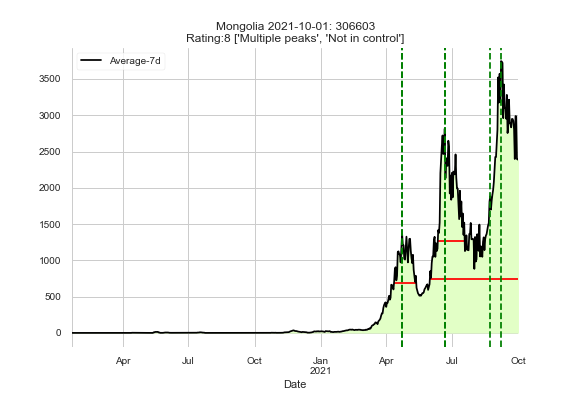 Mongolia 2021-10-01: 306603
Rating:8 ['Multiple peaks', 'Not in control']
Average-7d
3500
3000
2500
2000
1500
1000
500
0
Apr
Jul
Oct
Jan
2021
Apr
Jul
Oct
Date